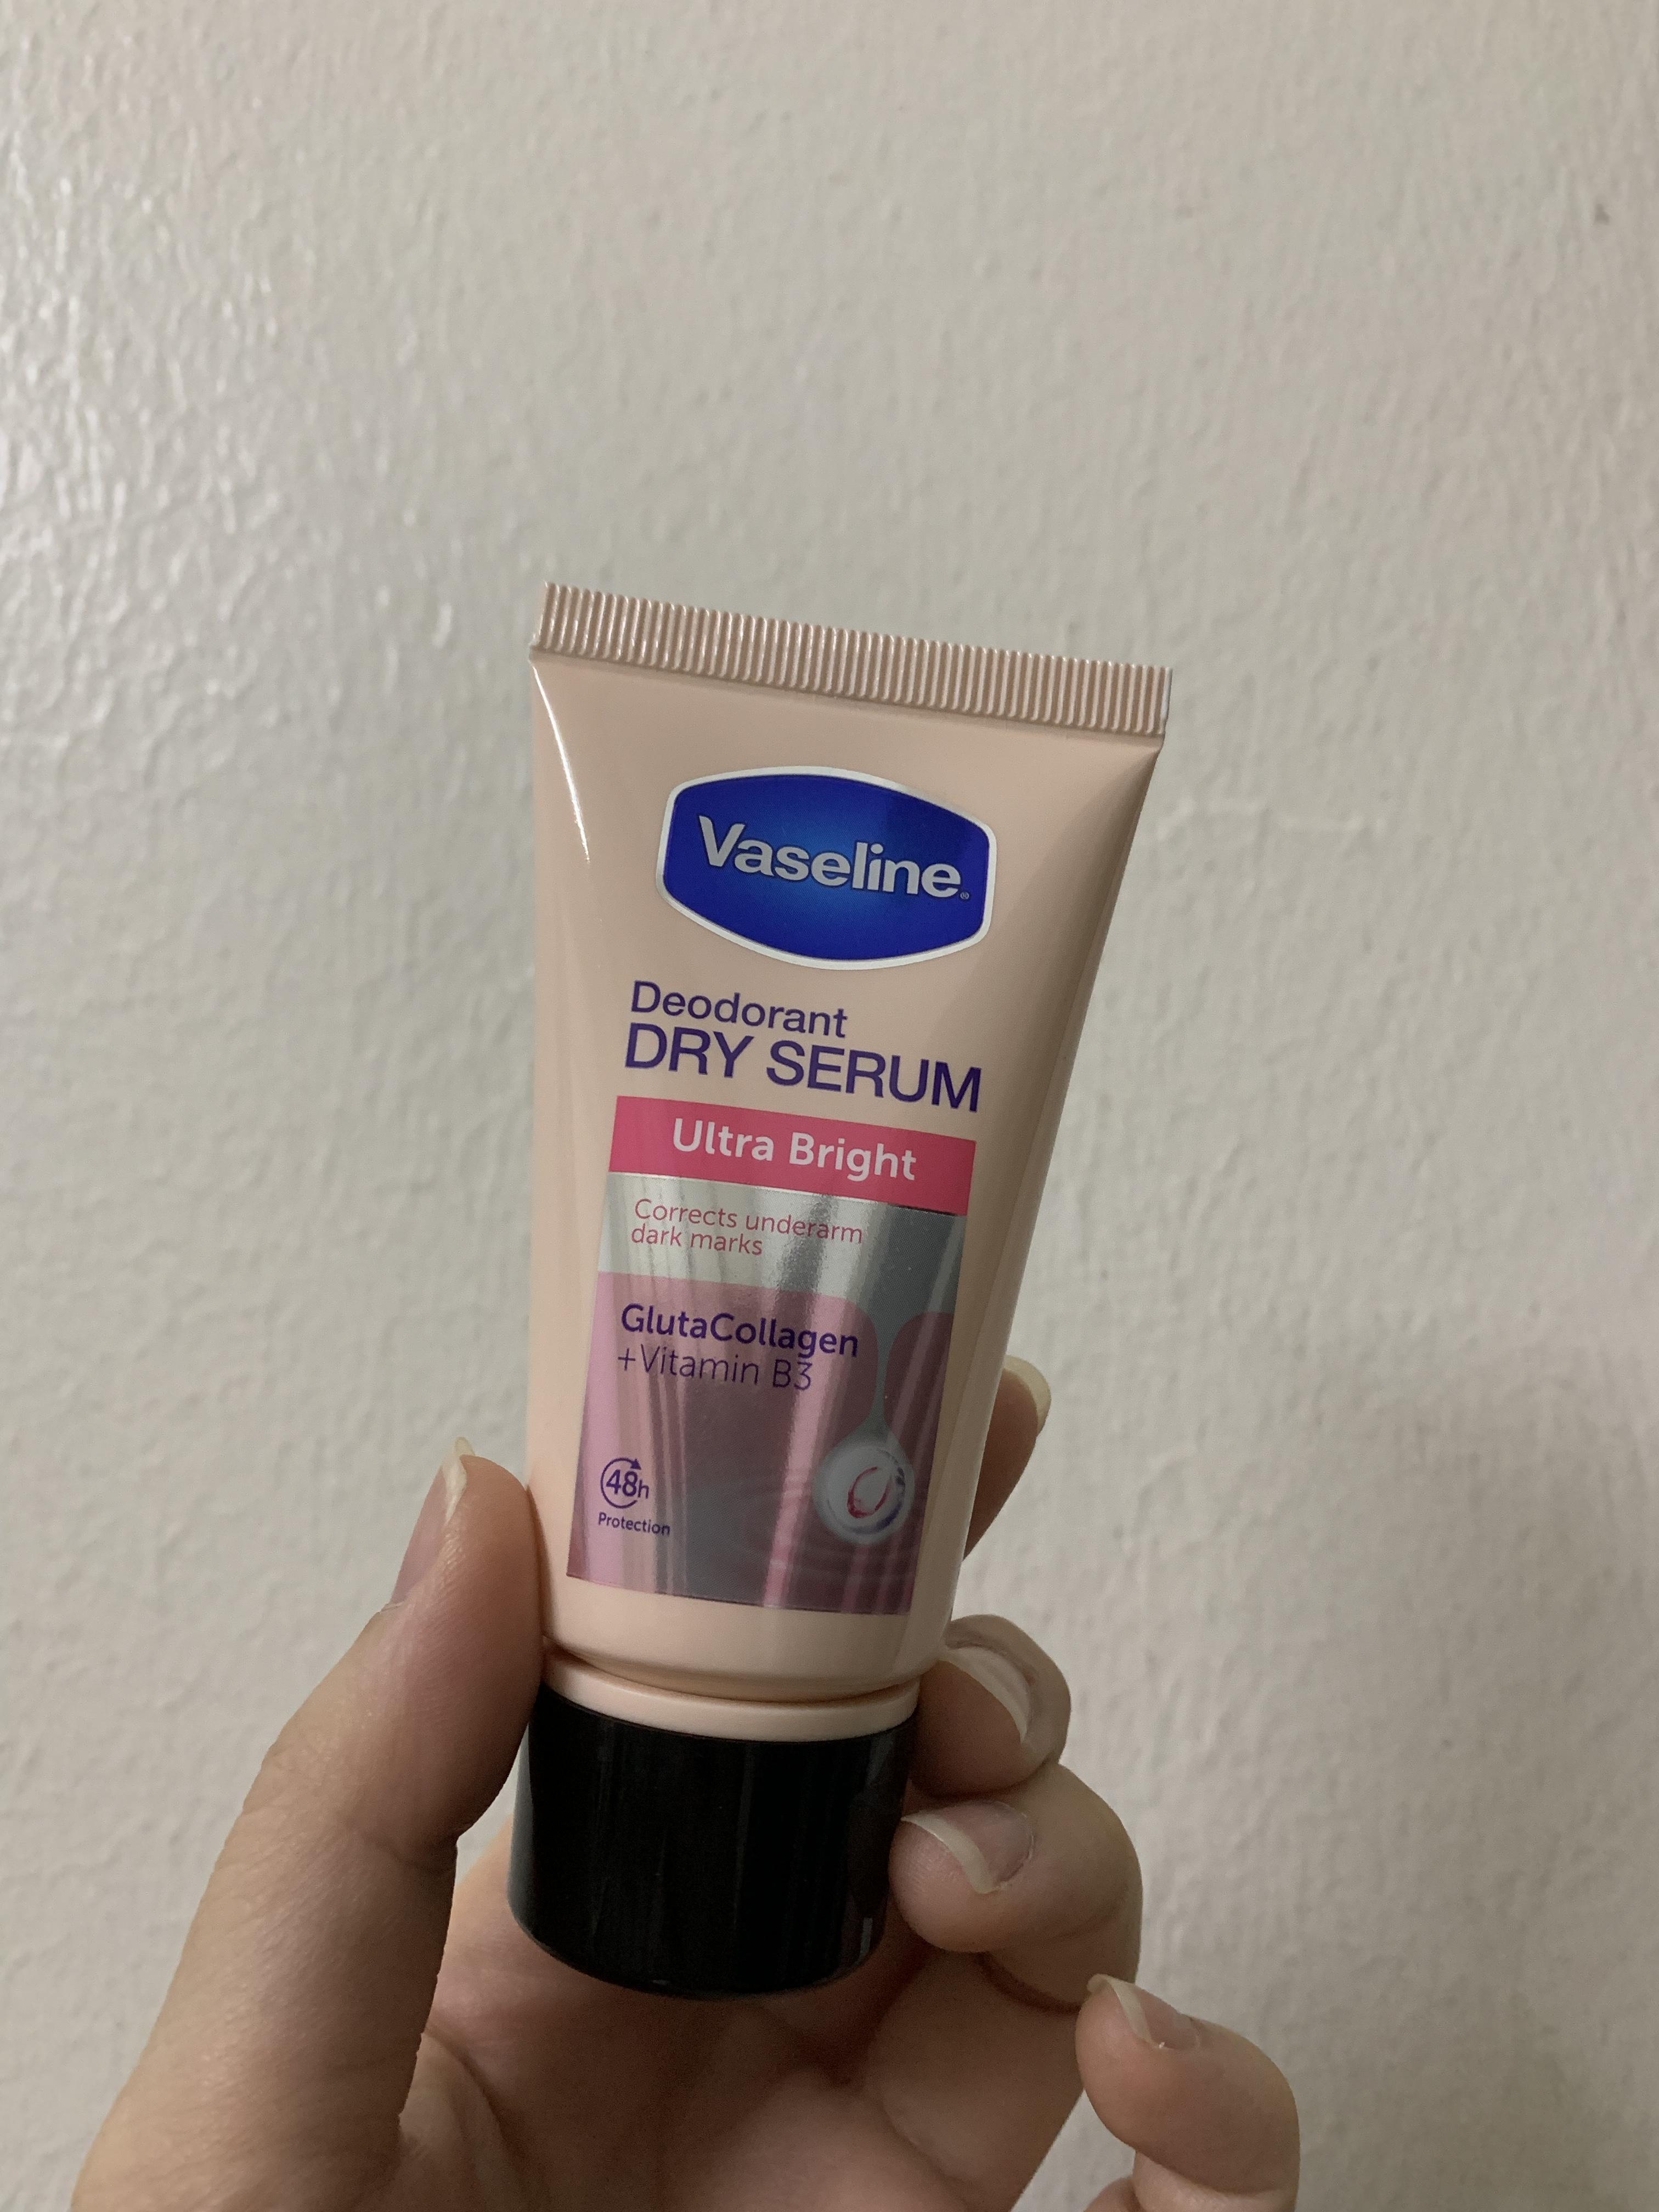 Vaseline®
Deodorant
DRY SERUM
Ultra Bright
Corrects underarm
dark marks
GlutaCollagen
+Vitamin B3
48h
Protection